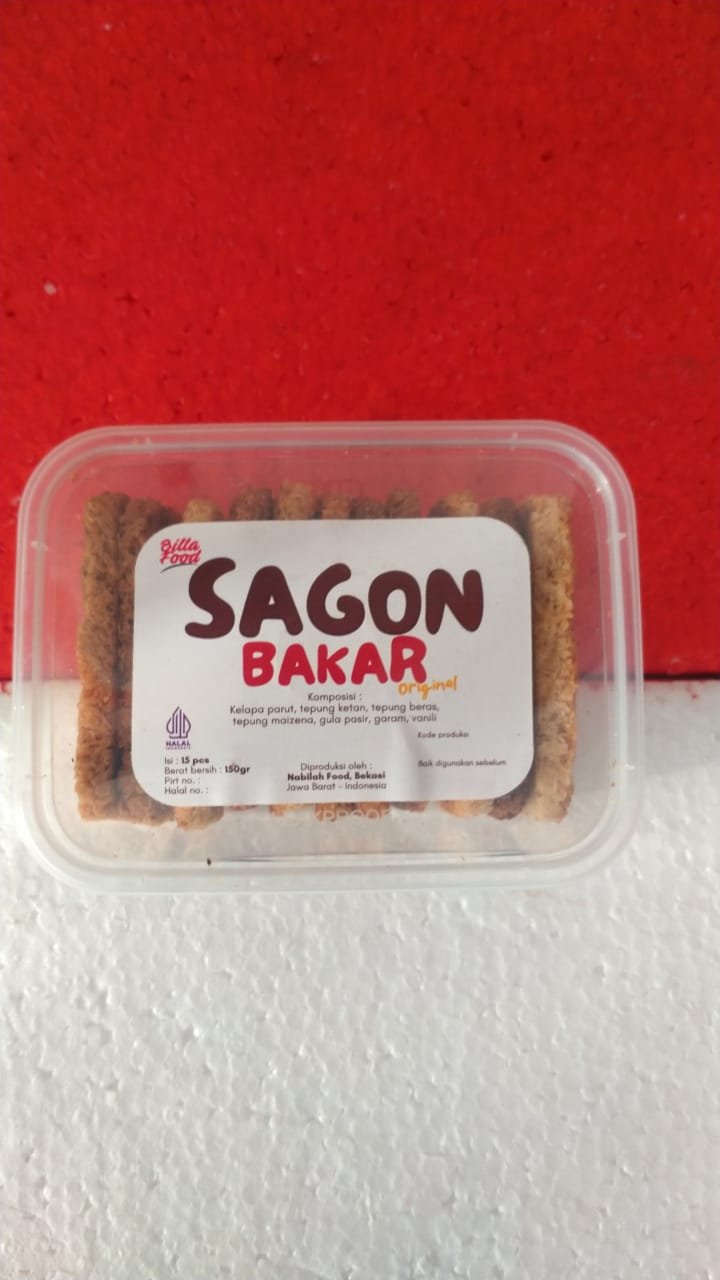 Billa
Food
SAGON
BAKAR
Original
Komposisi :
Kelapa parut, tepung ketan, tepung beras,
tepung maizena, gula pasir, garam, vanili
Kode produksi
HALAL
INDONESIA
Isi : 15 pcs
Berat bersih : 150gr
Pirt no. :
Halal no. :
Diproduksi oleh :
Nabilah Food, Bekasi
Jawa Barat - Indonesia
Baik digunakan sebelum